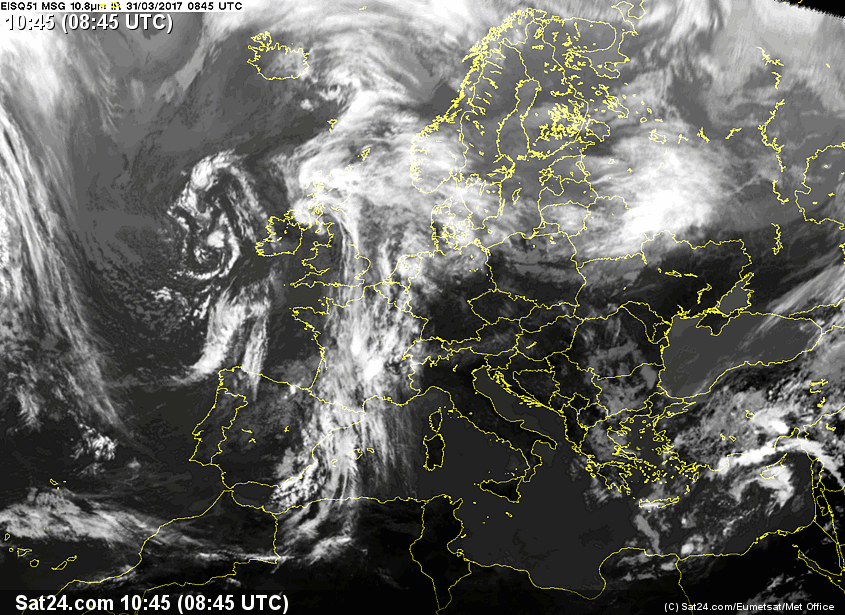 EISQ51 MSG 10.8µm IR 31/03/2017 0845 UTC
10:45 (08:45 UTC)
Sat24.com 10:45 (08:45 UTC)
(C) Sat24.com/Eumetsat/Met Office